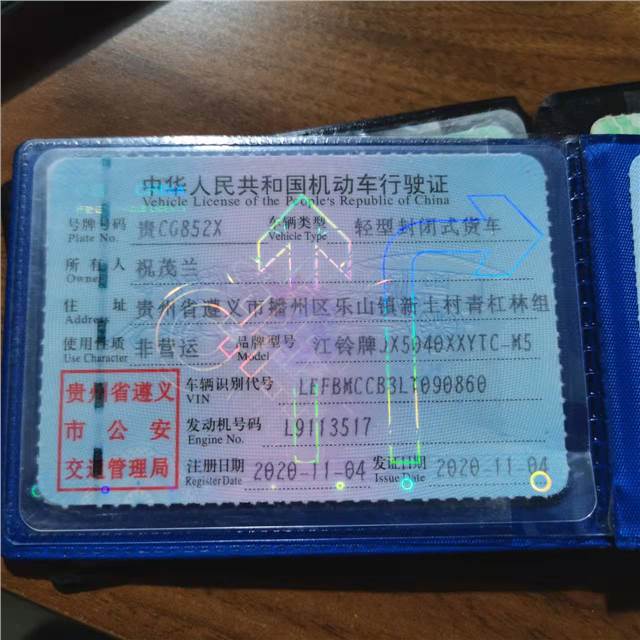 中华人民共和国机动车行驶证
Vehicle License of the People's Republic of China
号牌号码 贵CG852X 车辆类型 轻型封闭式货车
Plate No. Vehicle Type
所有人 祝茂兰
Owner
住址 贵州省遵义市播州区乐山镇新土村青杠林组
Address
使用性质 非营运 品牌型号 江铃牌JX5040XXYTC-M5
Use Character Model
贵州省遵义
市公安
交通管理局
车辆识别代号 LEFBMCCB3LT090860
VIN
发动机号码 L9113517
Engine No.
注册日期 2020-11-04 发证日期 2020-11-04
Register Date Issue Date